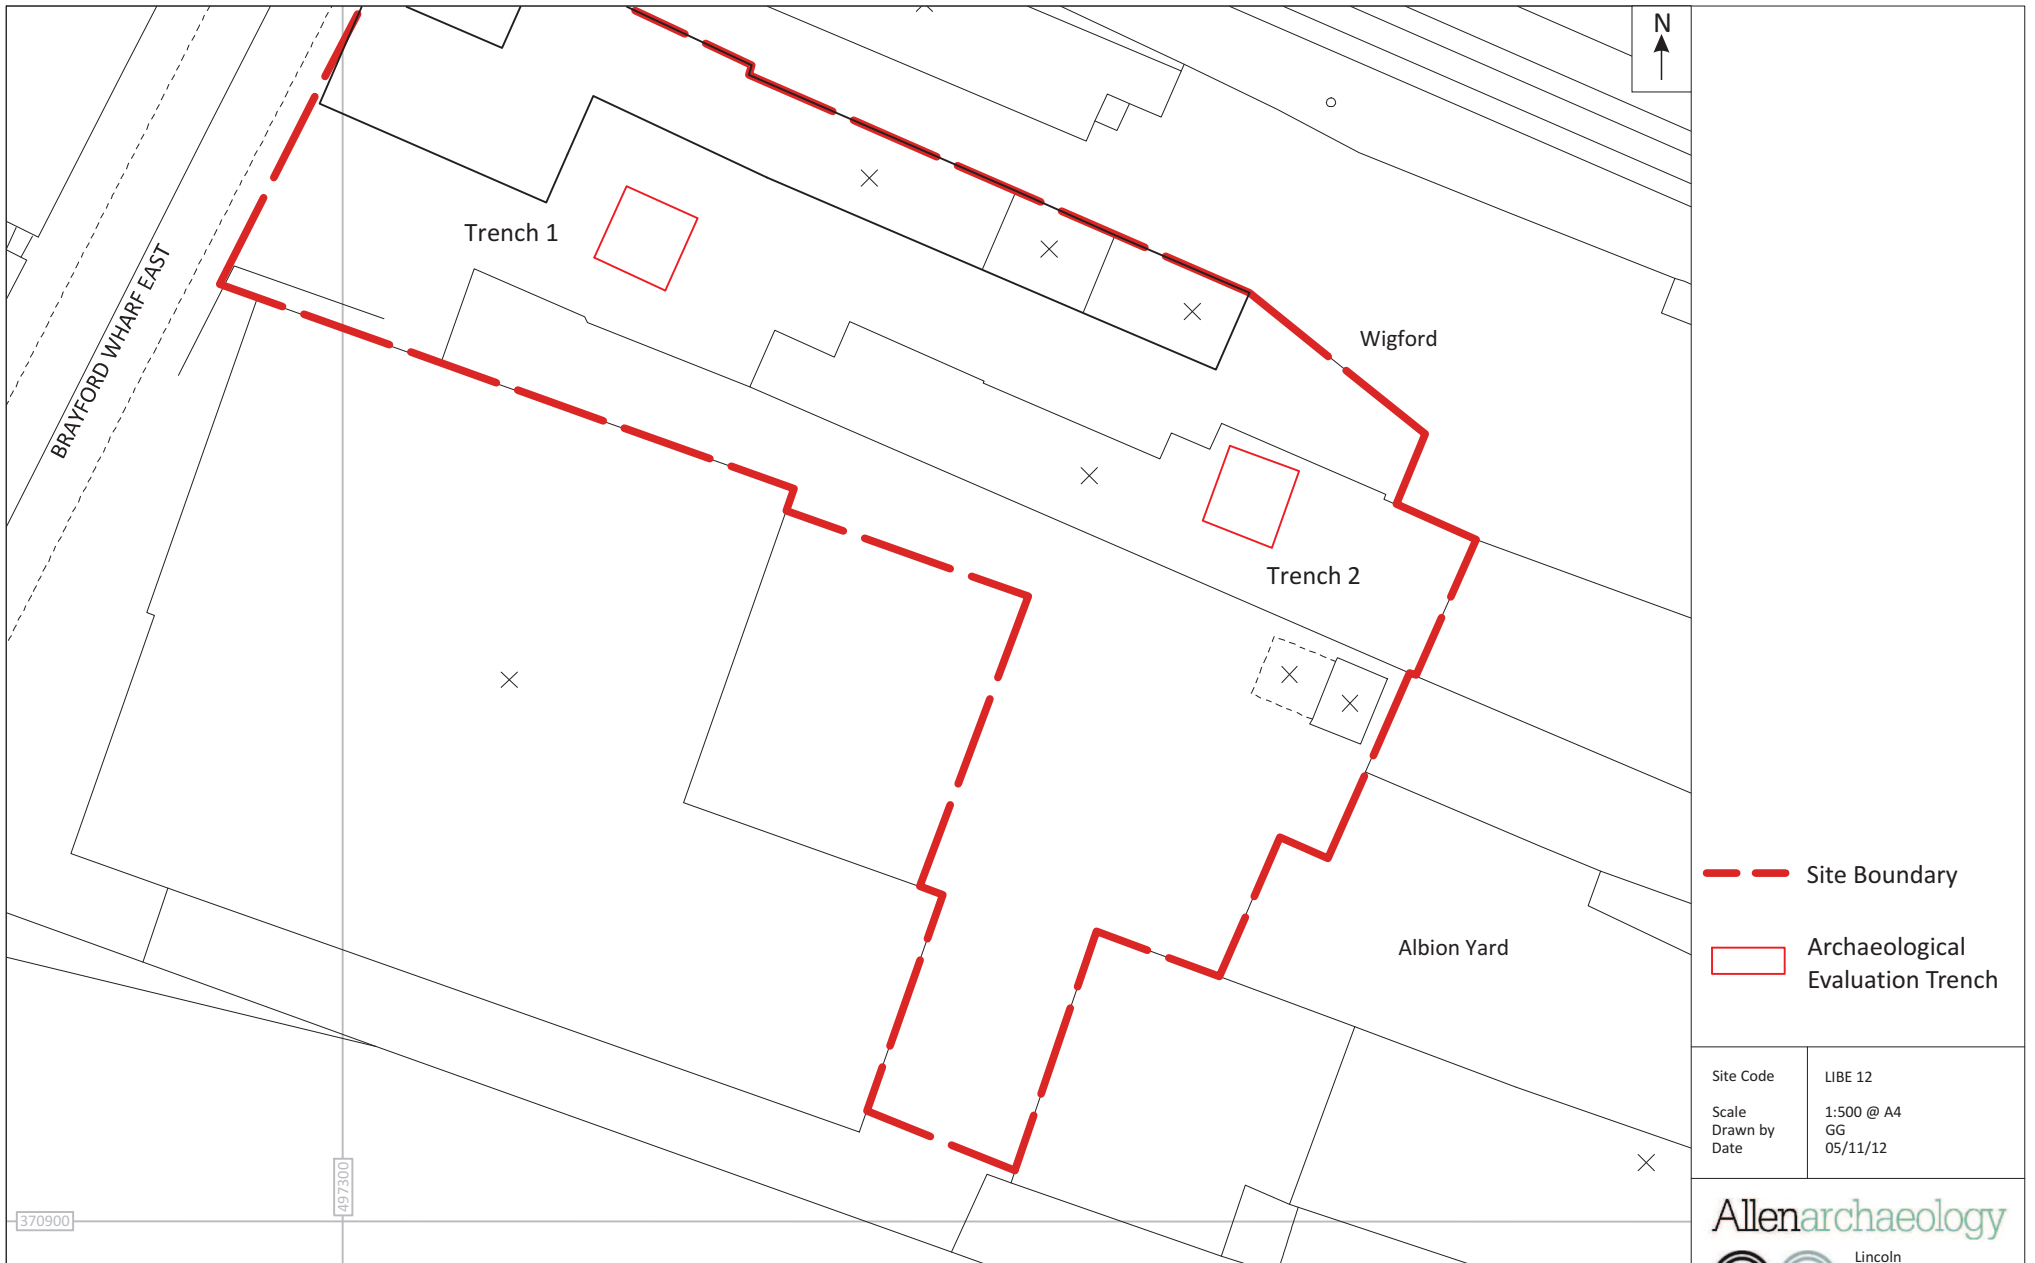 N
BRAYFORD WHARF EAST
Trench 1
Wigford
Trench 2
Albion Yard
497300
370900
Site Boundary
Archaeological
Evaluation Trench
Site Code LIBE 12
Scale 1:500 @ A4
Drawn by GG
Date 05/11/12
Allenarchaeology
Lincoln